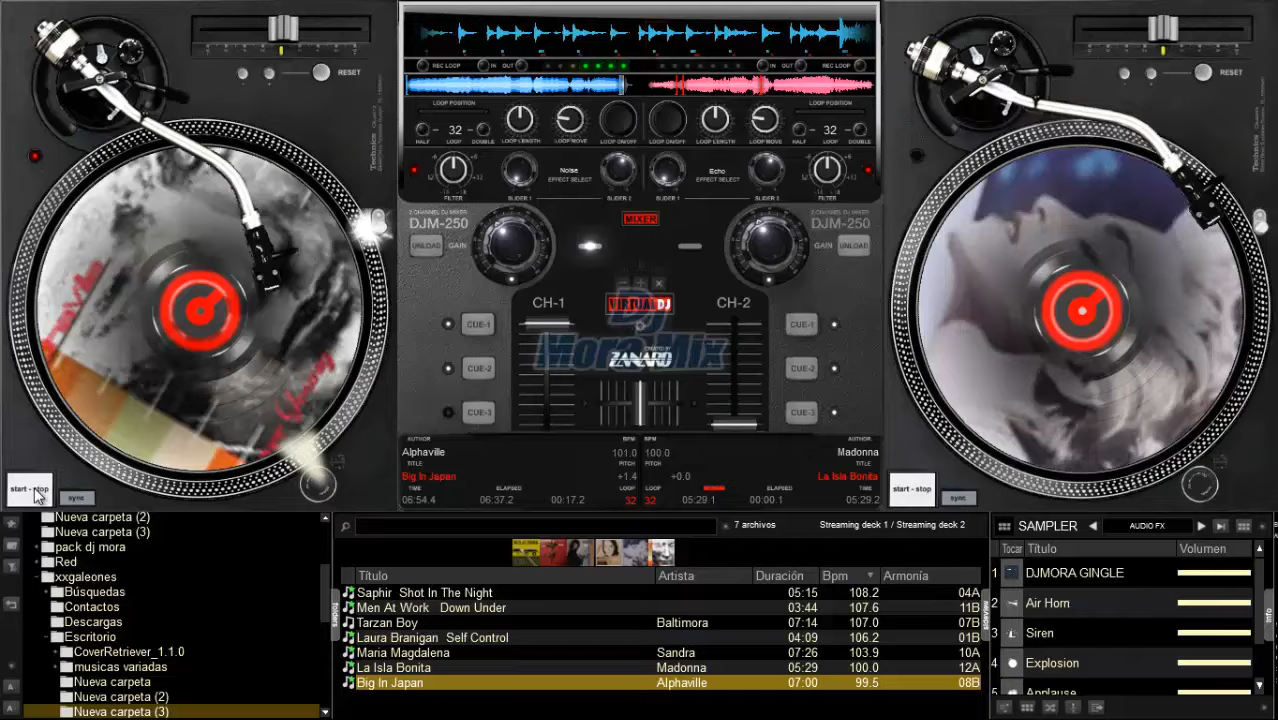 RESET
Technics
REC LOOP IN OUT
IN OUT REC LOOP
LOOP POSITION
LOOP POSITION
32
32
HALF LOOP DOUBLE LOOP LENGTH LOOP MOVE LOOP ON/OFF LOOP ON/OFF LOOP LENGTH LOOP MOVE HALF LOOP DOUBLE
Noise
EFFECT SELECT
Echo
EFFECT SELECT
FILTER SLIDER 1 SLIDER 2 SLIDER 1 SLIDER 2 FILTER
2 CHANNEL DJ MIXER
DJM-250
MIXER
2 CHANNEL DJ MIXER
DJM-250
UNLOAD GAIN
GAIN UNLOAD
CH-1
VIRTUAL DJ
CH-2
CUE-1
CUE-1
Dj
MoraMix
CREATED BY
ZANARD
CUE-2
CUE-2
CUE-3
CUE-3
RESET
AUTHOR BPM BPM AUTHOR
Alphaville 101.0 100.0 Madonna
TITLE PITCH PITCH TITLE
Big In Japan +1.4 +0.0 La Isla Bonita
TIME ELAPSED LOOP ELAPSED TIME
06:54.4 06:37.2 00:17.2 32 32 05:29.1 00:00.1 05:29.2
start - stop
sync
start - stop
sync
Nueva carpeta (2)
Nueva carpeta (3)
pack dj mora
Red
xxgaleones
Búsquedas
Contactos
Descargas
Escritorio
CoverRetriever_1.1.0
musicas variadas
Nueva carpeta
Nueva carpeta (2)
Nueva carpeta (3)
folders
7 archivos
Streaming deck 1 / Streaming deck 2
Título Artista Duración Bpm Armonía
Saphir Shot In The Night 05:15 108.2 04A
Men At Work Down Under 03:44 107.6 11B
Tarzan Boy Baltimora 07:14 107.0 07B
Laura Branigan Self Control 04:09 106.2 01B
Maria Magdalena Sandra 07:26 103.9 10A
La Isla Bonita Madonna 05:29 100.0 12A
Big In Japan Alphaville 07:00 99.5 08B
sideview
SAMPLER AUDIO FX
Tocar Título Volumen
1 DJMORA GINGLE
2 Air Horn
3 Siren
4 Explosion
5 Applause
info